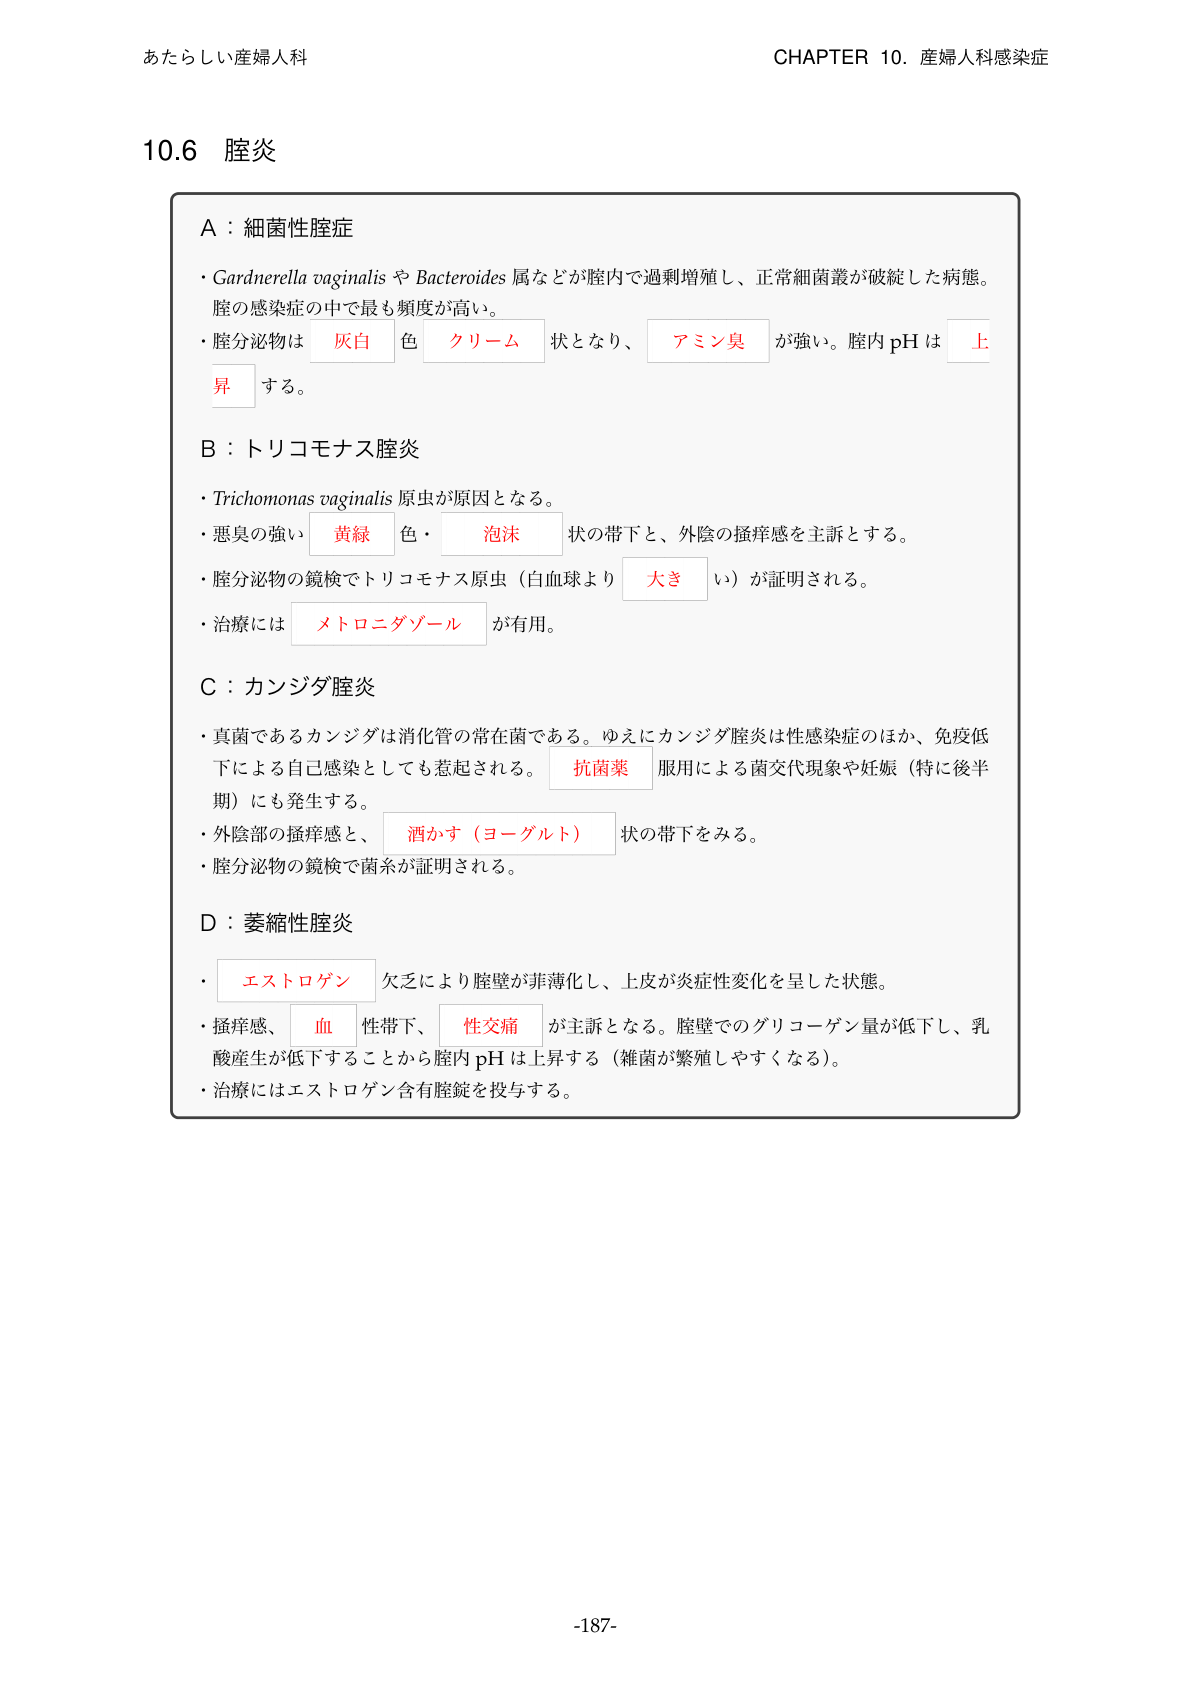 あたらしい産婦人科
CHAPTER 10. 産婦人科感染症
10.6 腟炎
A：細菌性腟症
・Gardnerella vaginalis や Bacteroides 属などが腟内で過剰増殖し、正常細菌叢が破綻した病態。
腟の感染症の中で最も頻度が高い。
・腟分泌物は 灰白 色 クリーム 状となり、 アミン臭 が強い。腟内 pH は 上
昇 する。
B：トリコモナス腟炎
・Trichomonas vaginalis 原虫が原因となる。
・悪臭の強い 黄緑 色・ 泡沫 状の帯下と、外陰の掻痒感を主訴とする。
・腟分泌物の鏡検でトリコモナス原虫（白血球より 大き い）が証明される。
・治療には メトロニダゾール が有用。
C：カンジダ腟炎
・真菌であるカンジダは消化管の常在菌である。ゆえにカンジダ腟炎は性感染症のほか、免疫低
下による自己感染としても惹起される。 抗菌薬 服用による菌交代現象や妊娠（特に後半
期）にも発生する。
・外陰部の掻痒感と、 酒かす（ヨーグルト） 状の帯下をみる。
・腟分泌物の鏡検で菌糸が証明される。
D：萎縮性腟炎
・ エストロゲン 欠乏により腟壁が菲薄化し、上皮が炎症性変化を呈した状態。
・掻痒感、 血 性帯下、 性交痛 が主訴となる。腟壁でのグリコーゲン量が低下し、乳
酸産生が低下することから腟内 pH は上昇する（雑菌が繁殖しやすくなる）。
・治療にはエストロゲン含有腟錠を投与する。
-187-